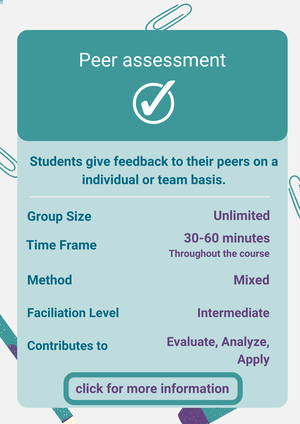 Peer assessment
Students give feedback to their peers on a
individual or team basis.
Group Size Unlimited
Time Frame 30-60 minutes
Throughout the course
Method Mixed
Faciliation Level Intermediate
Contributes to Evaluate, Analyze,
Apply
click for more information